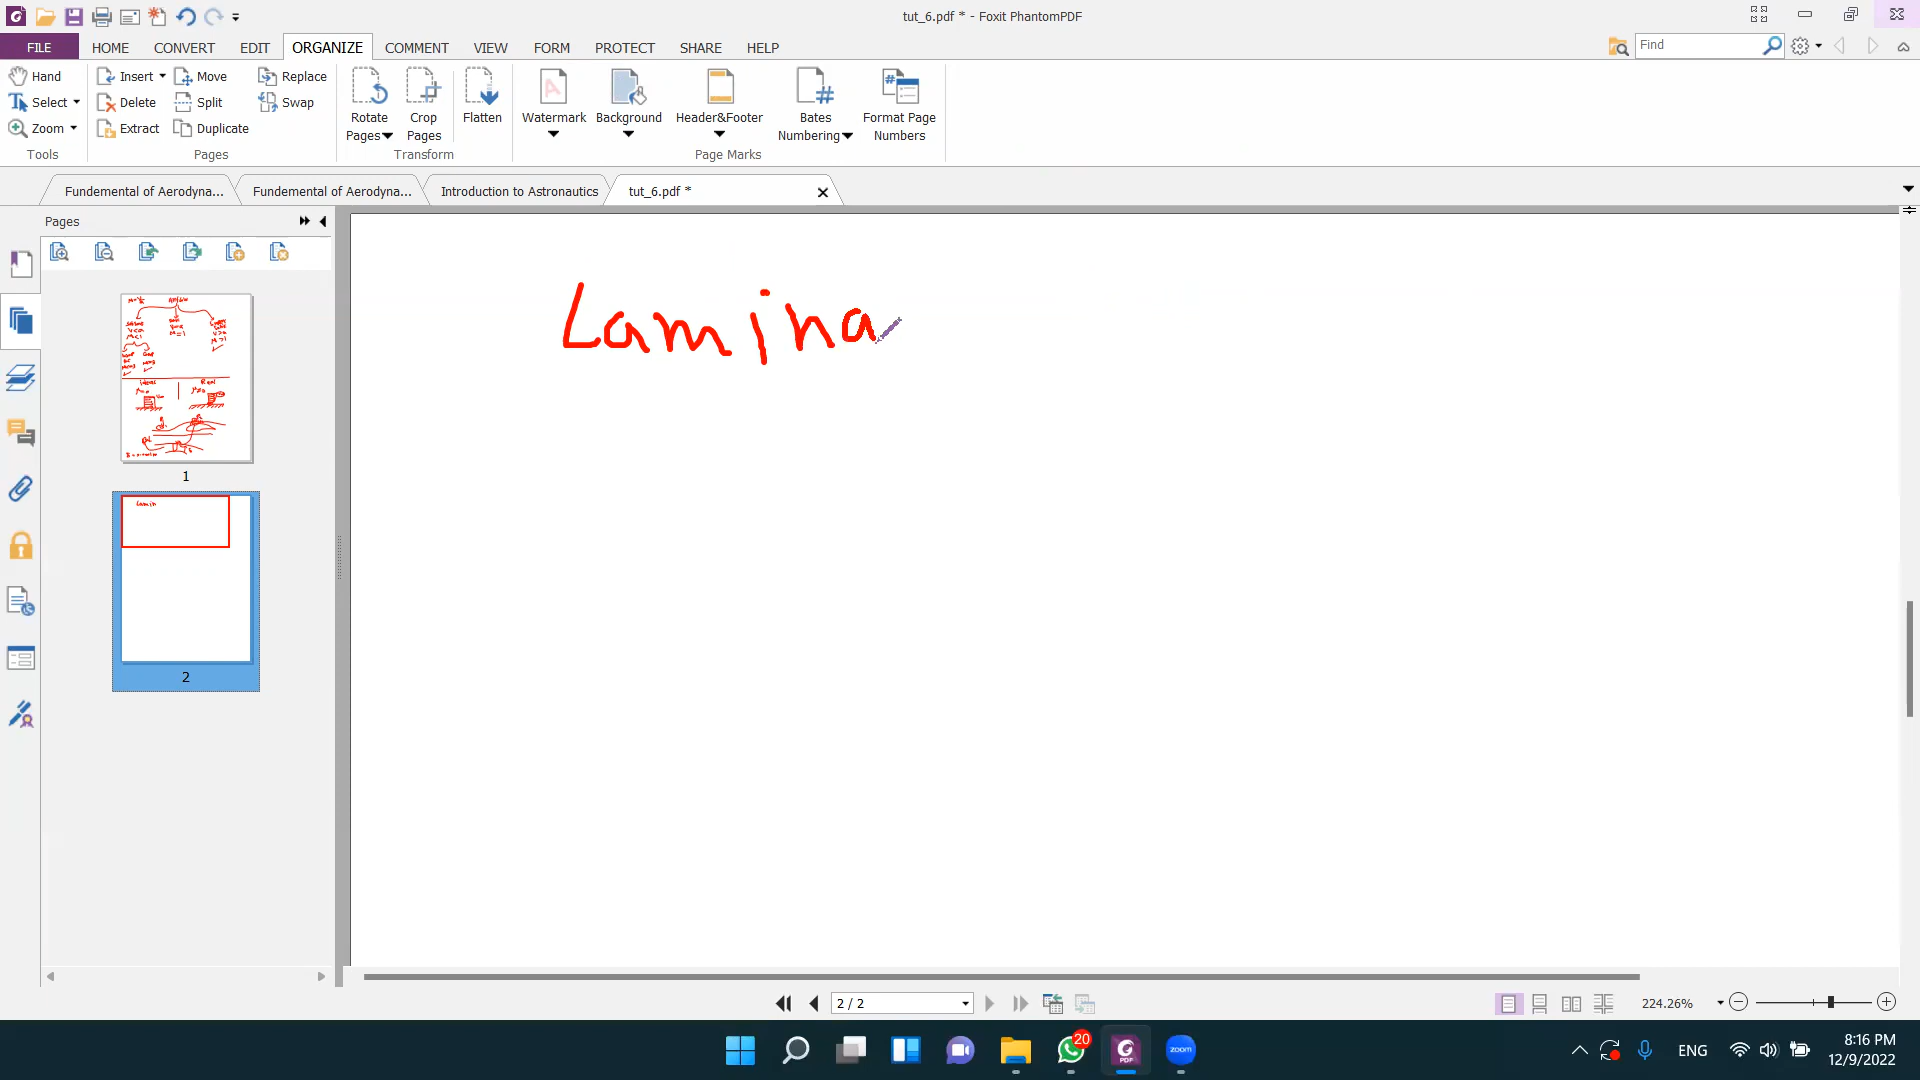 tut_6.pdf * - Foxit PhantomPDF
FILE HOME CONVERT EDIT ORGANIZE COMMENT VIEW FORM PROTECT SHARE HELP
Find
Hand
Select
Zoom
Tools
Insert Move Replace
Delete Split Swap
Extract Duplicate
Pages
Rotate Pages
Crop Pages
Flatten
Transform
Watermark
Background
Header&Footer
Bates Numbering
Format Page Numbers
Page Marks
Fundemental of Aerodyna...
Fundemental of Aerodyna...
Introduction to Astronautics
tut_6.pdf *
Pages
1
Lamin
2
Lamina
2 / 2
224.26%
20
zoom
PDF
ENG
8:16 PM
12/9/2022